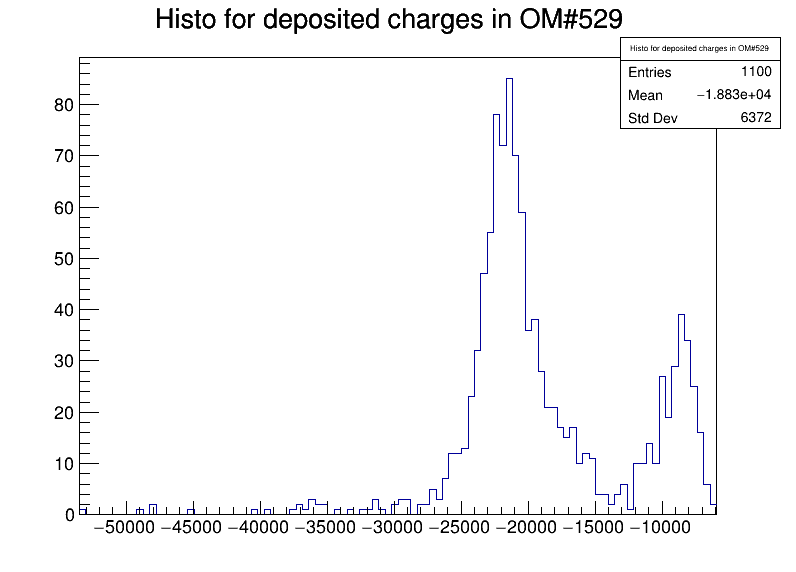 Histo for deposited charges in OM#529
Histo for deposited charges in OM#529
Entries 1100
Mean −1.883e+04
Std Dev 6372
80
70
60
50
40
30
20
10
0
−50000 −45000 −40000 −35000 −30000 −25000 −20000 −15000 −10000